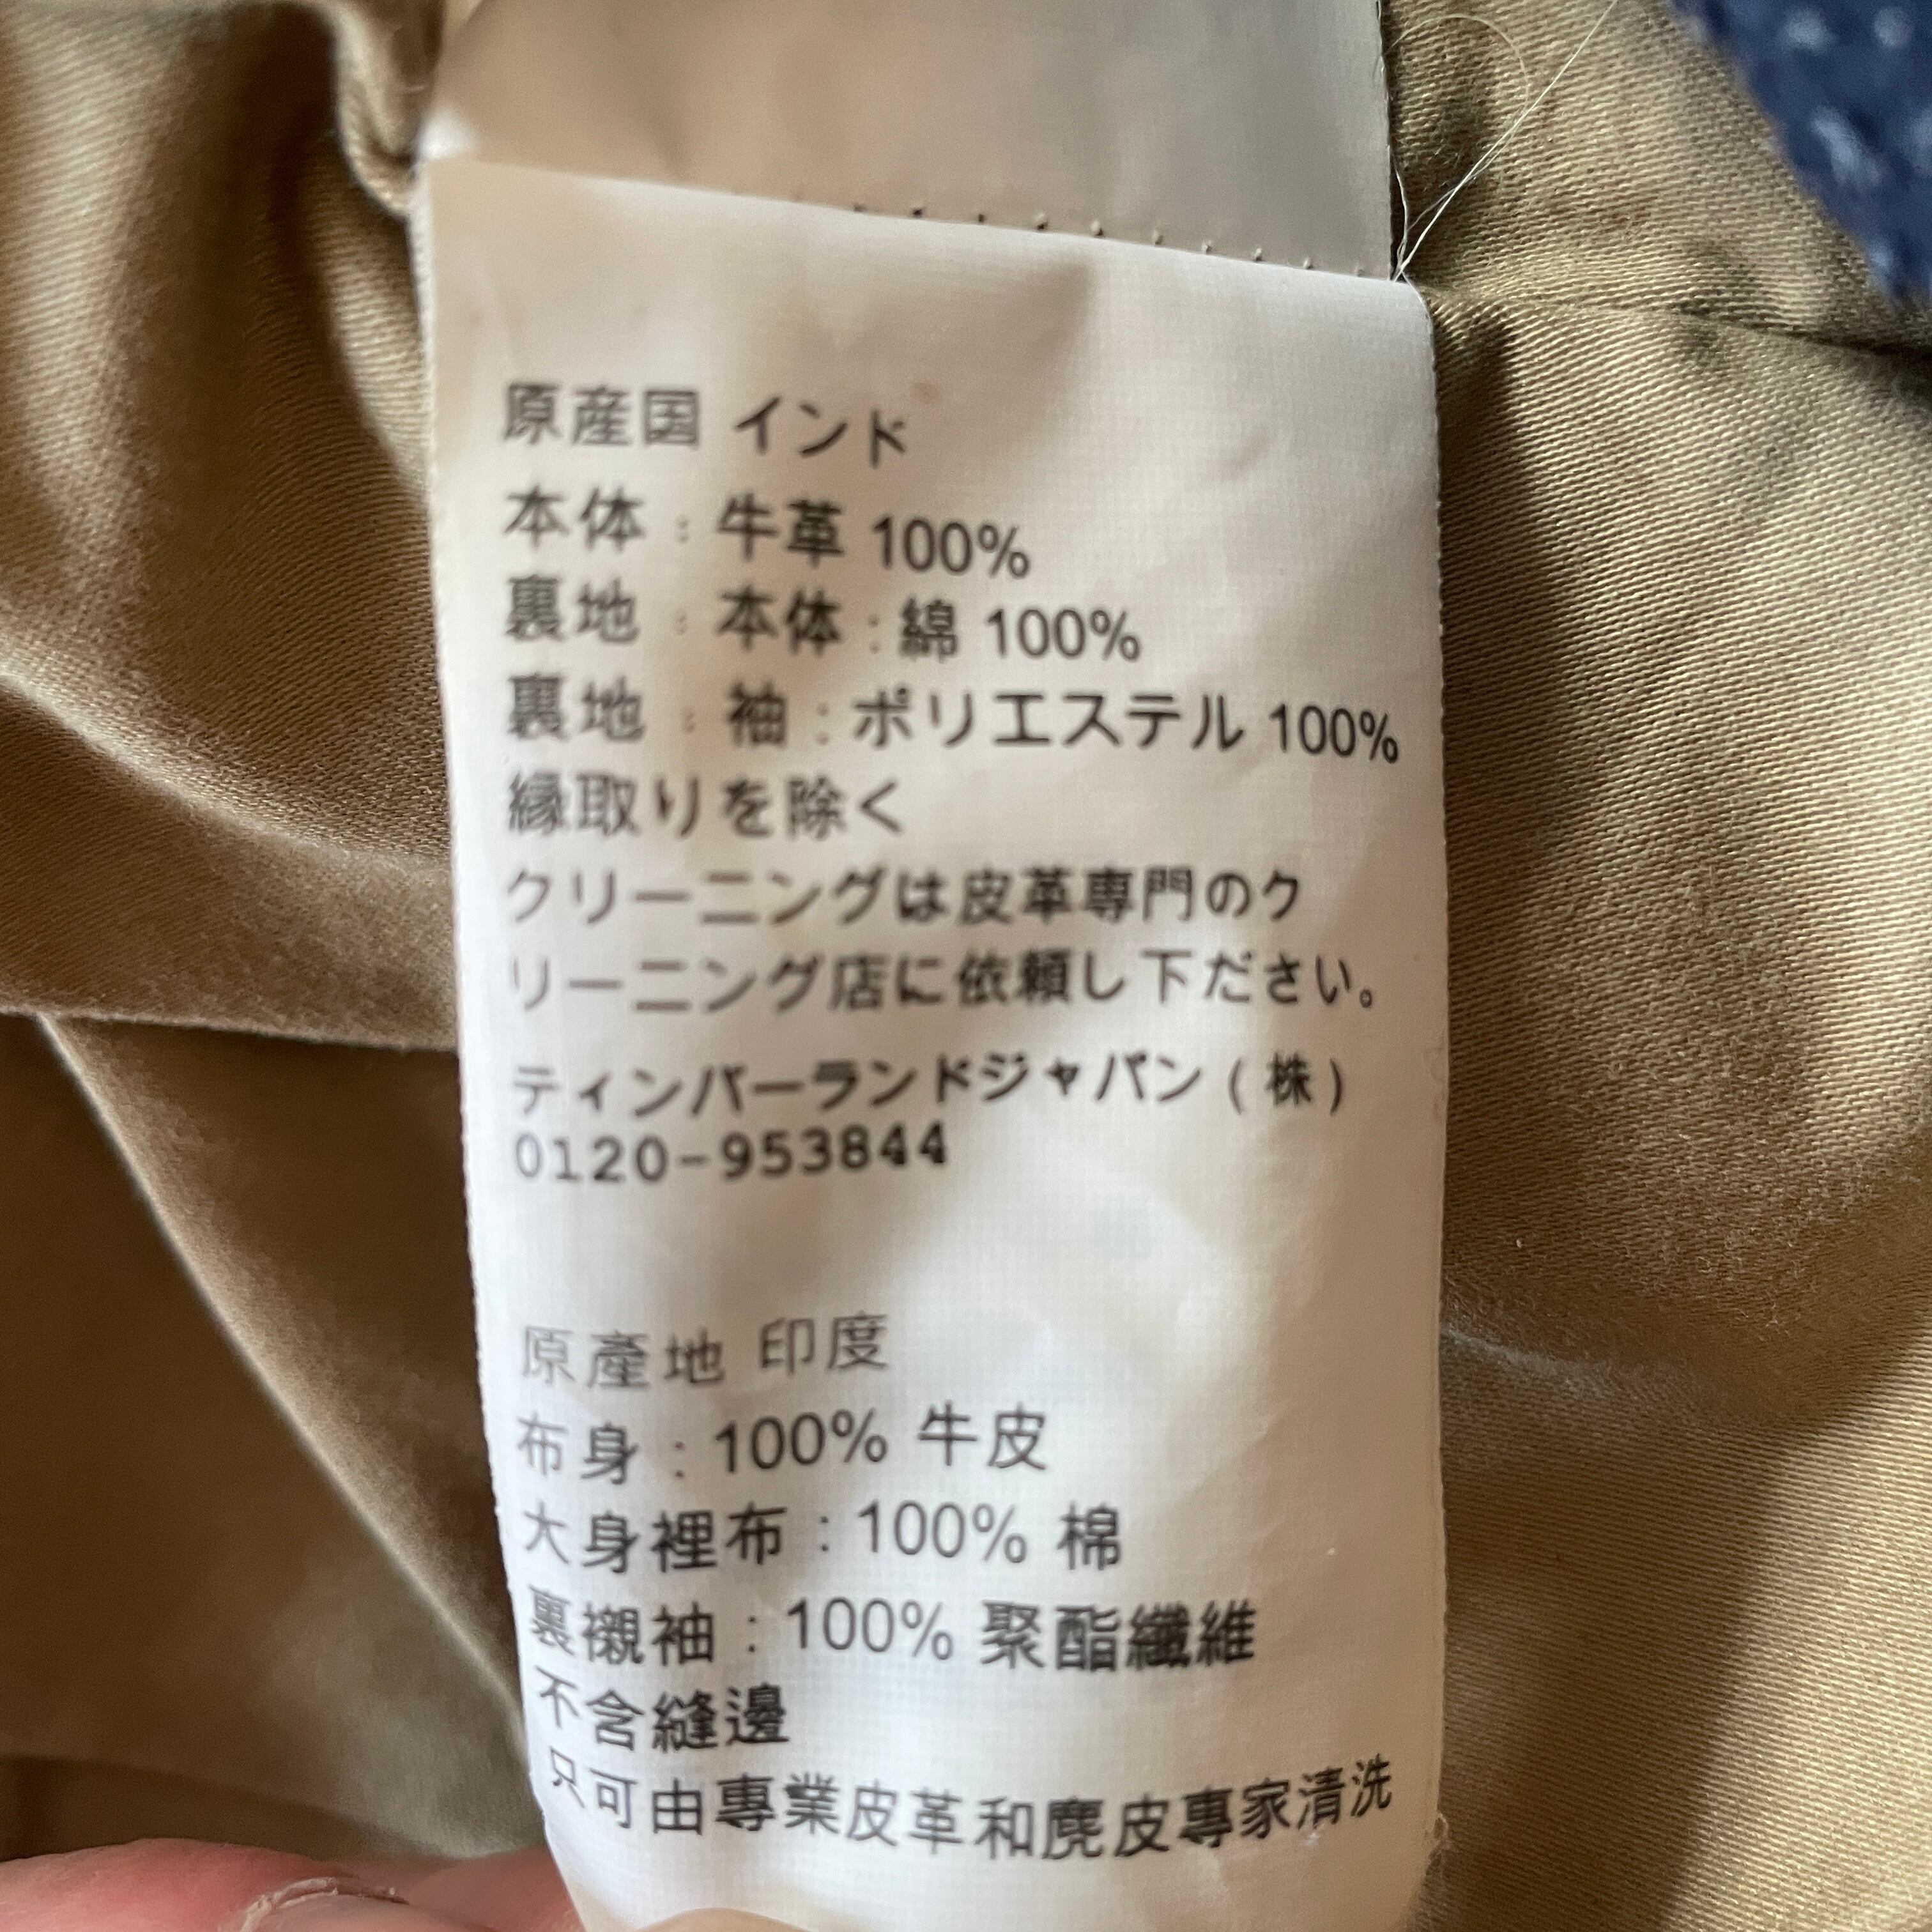 原産国 インド
本体 : 牛革 100%
裏地 : 本体 : 綿 100%
裏地 : 袖 : ポリエステル 100%
縁取りを除く
クリーニングは皮革専門のク
リーニング店に依頼し下ださい。
ティンバーランドジャパン ( 株 )
0120-953844
原產地 印度
布身 : 100% 牛皮
大身裡布 : 100% 棉
裏襯袖 : 100% 聚酯纖維
不含縫邊
只可由專業皮革和麂皮專家清洗